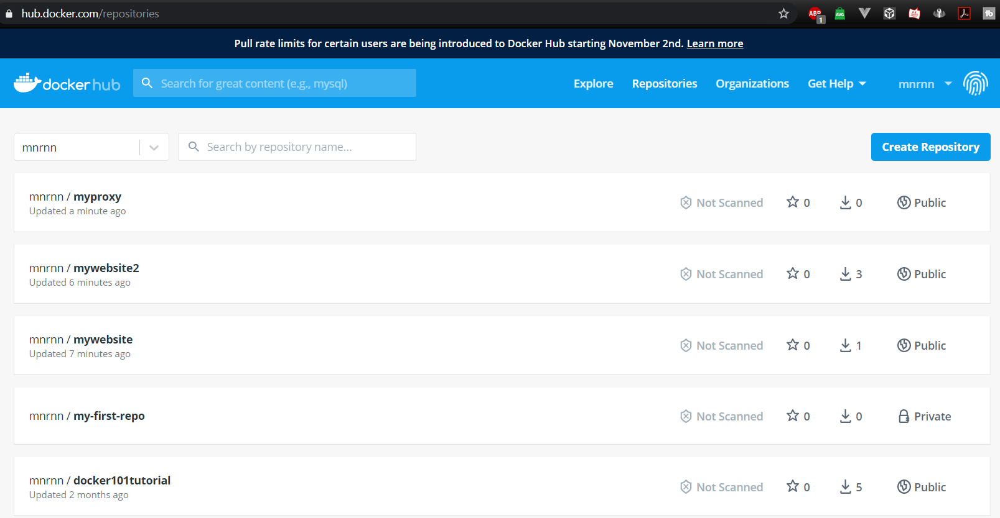 hub.docker.com/repositories
ABP
1
AVG
tb
Pull rate limits for certain users are being introduced to Docker Hub starting November 2nd. Learn more
docker hub
Search for great content (e.g., mysql)
Explore
Repositories
Organizations
Get Help
mnrnn
mnrnn
Search by repository name...
Create Repository
mnrnn / myproxy
Updated a minute ago
Not Scanned
0
0
Public
mnrnn / mywebsite2
Updated 6 minutes ago
Not Scanned
0
3
Public
mnrnn / mywebsite
Updated 7 minutes ago
Not Scanned
0
1
Public
mnrnn / my-first-repo
Not Scanned
0
0
Private
mnrnn / docker101tutorial
Updated 2 months ago
Not Scanned
0
5
Public